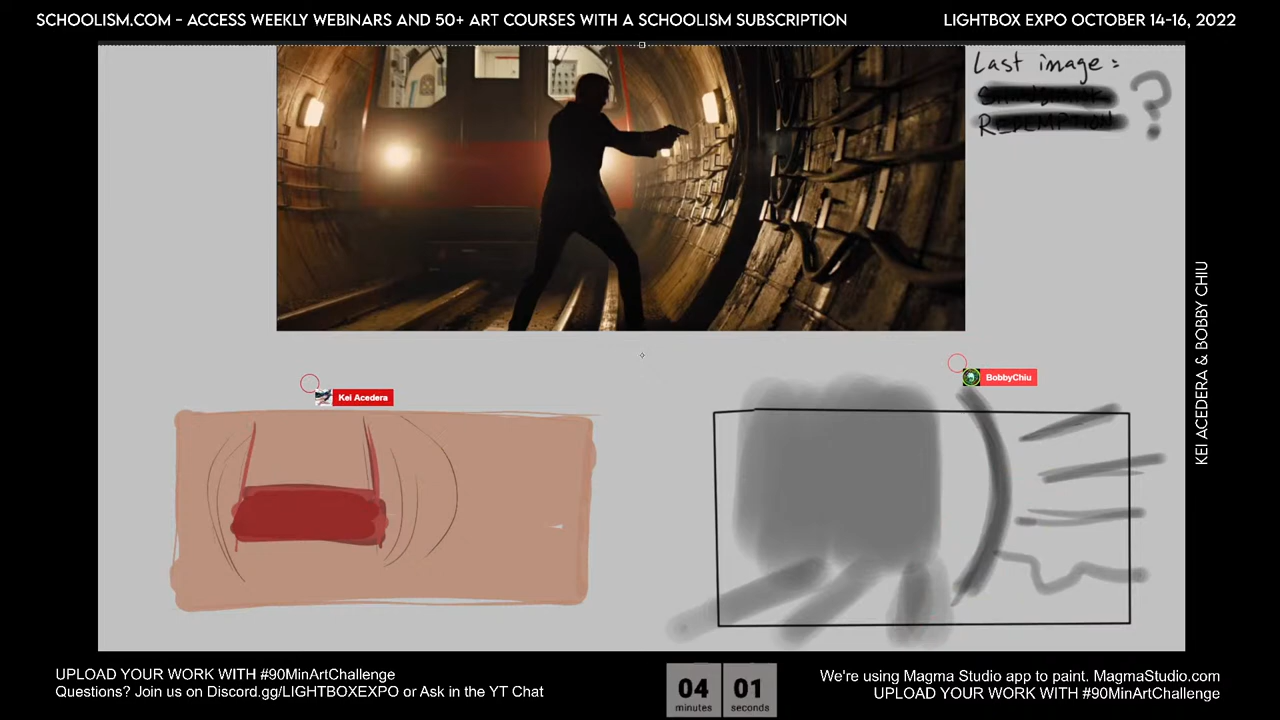 SCHOOLISM.COM – ACCESS WEEKLY WEBINARS AND 50+ ART COURSES WITH A SCHOOLISM SUBSCRIPTION
LIGHTBOX EXPO OCTOBER 14-16, 2022
Last image:
REDEMPTION
?
Kei Acedera
BobbyChiu
KEI ACEDERA & BOBBY CHIU
UPLOAD YOUR WORK WITH #90MinArtChallenge
Questions? Join us on Discord.gg/LIGHTBOXEXPO or Ask in the YT Chat
04
minutes
01
seconds
We're using Magma Studio app to paint. MagmaStudio.com
UPLOAD YOUR WORK WITH #90MinArtChallenge